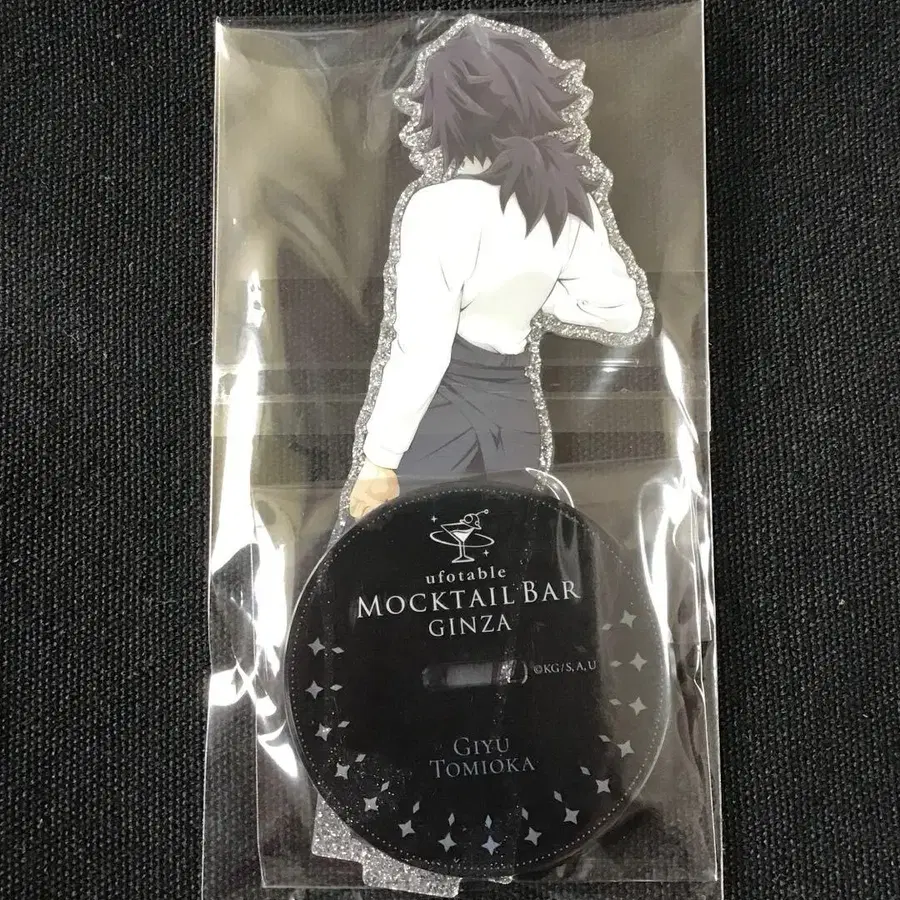 ufotable
MOCKTAIL BAR
GINZA
©KG/S,A,U
GIYU
TOMIOKA